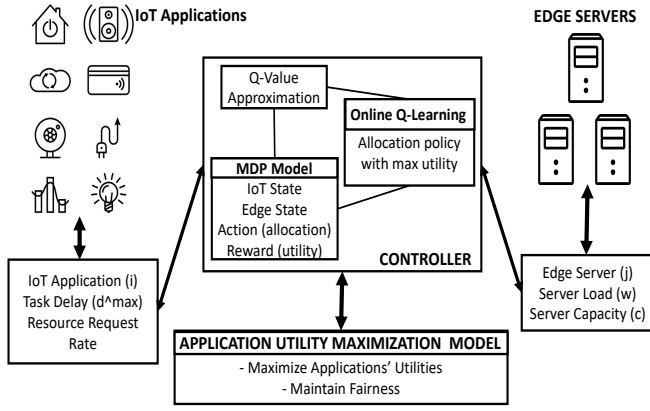 IoT Applications
EDGE SERVERS
Q-Value
Approximation
Online Q-Learning
Allocation policy
with max utility
MDP Model
IoT State
Edge State
Action (allocation)
Reward (utility)
CONTROLLER
IoT Application (i)
Task Delay (d^max)
Resource Request
Rate
Edge Server (j)
Server Load (w)
Server Capacity (c)
APPLICATION UTILITY MAXIMIZATION MODEL
- Maximize Applications' Utilities
- Maintain Fairness